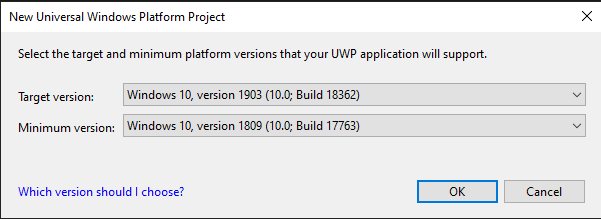 New Universal Windows Platform Project
Select the target and minimum platform versions that your UWP application will support.
Target version: Windows 10, version 1903 (10.0; Build 18362)
Minimum version: Windows 10, version 1809 (10.0; Build 17763)
Which version should I choose? OK Cancel